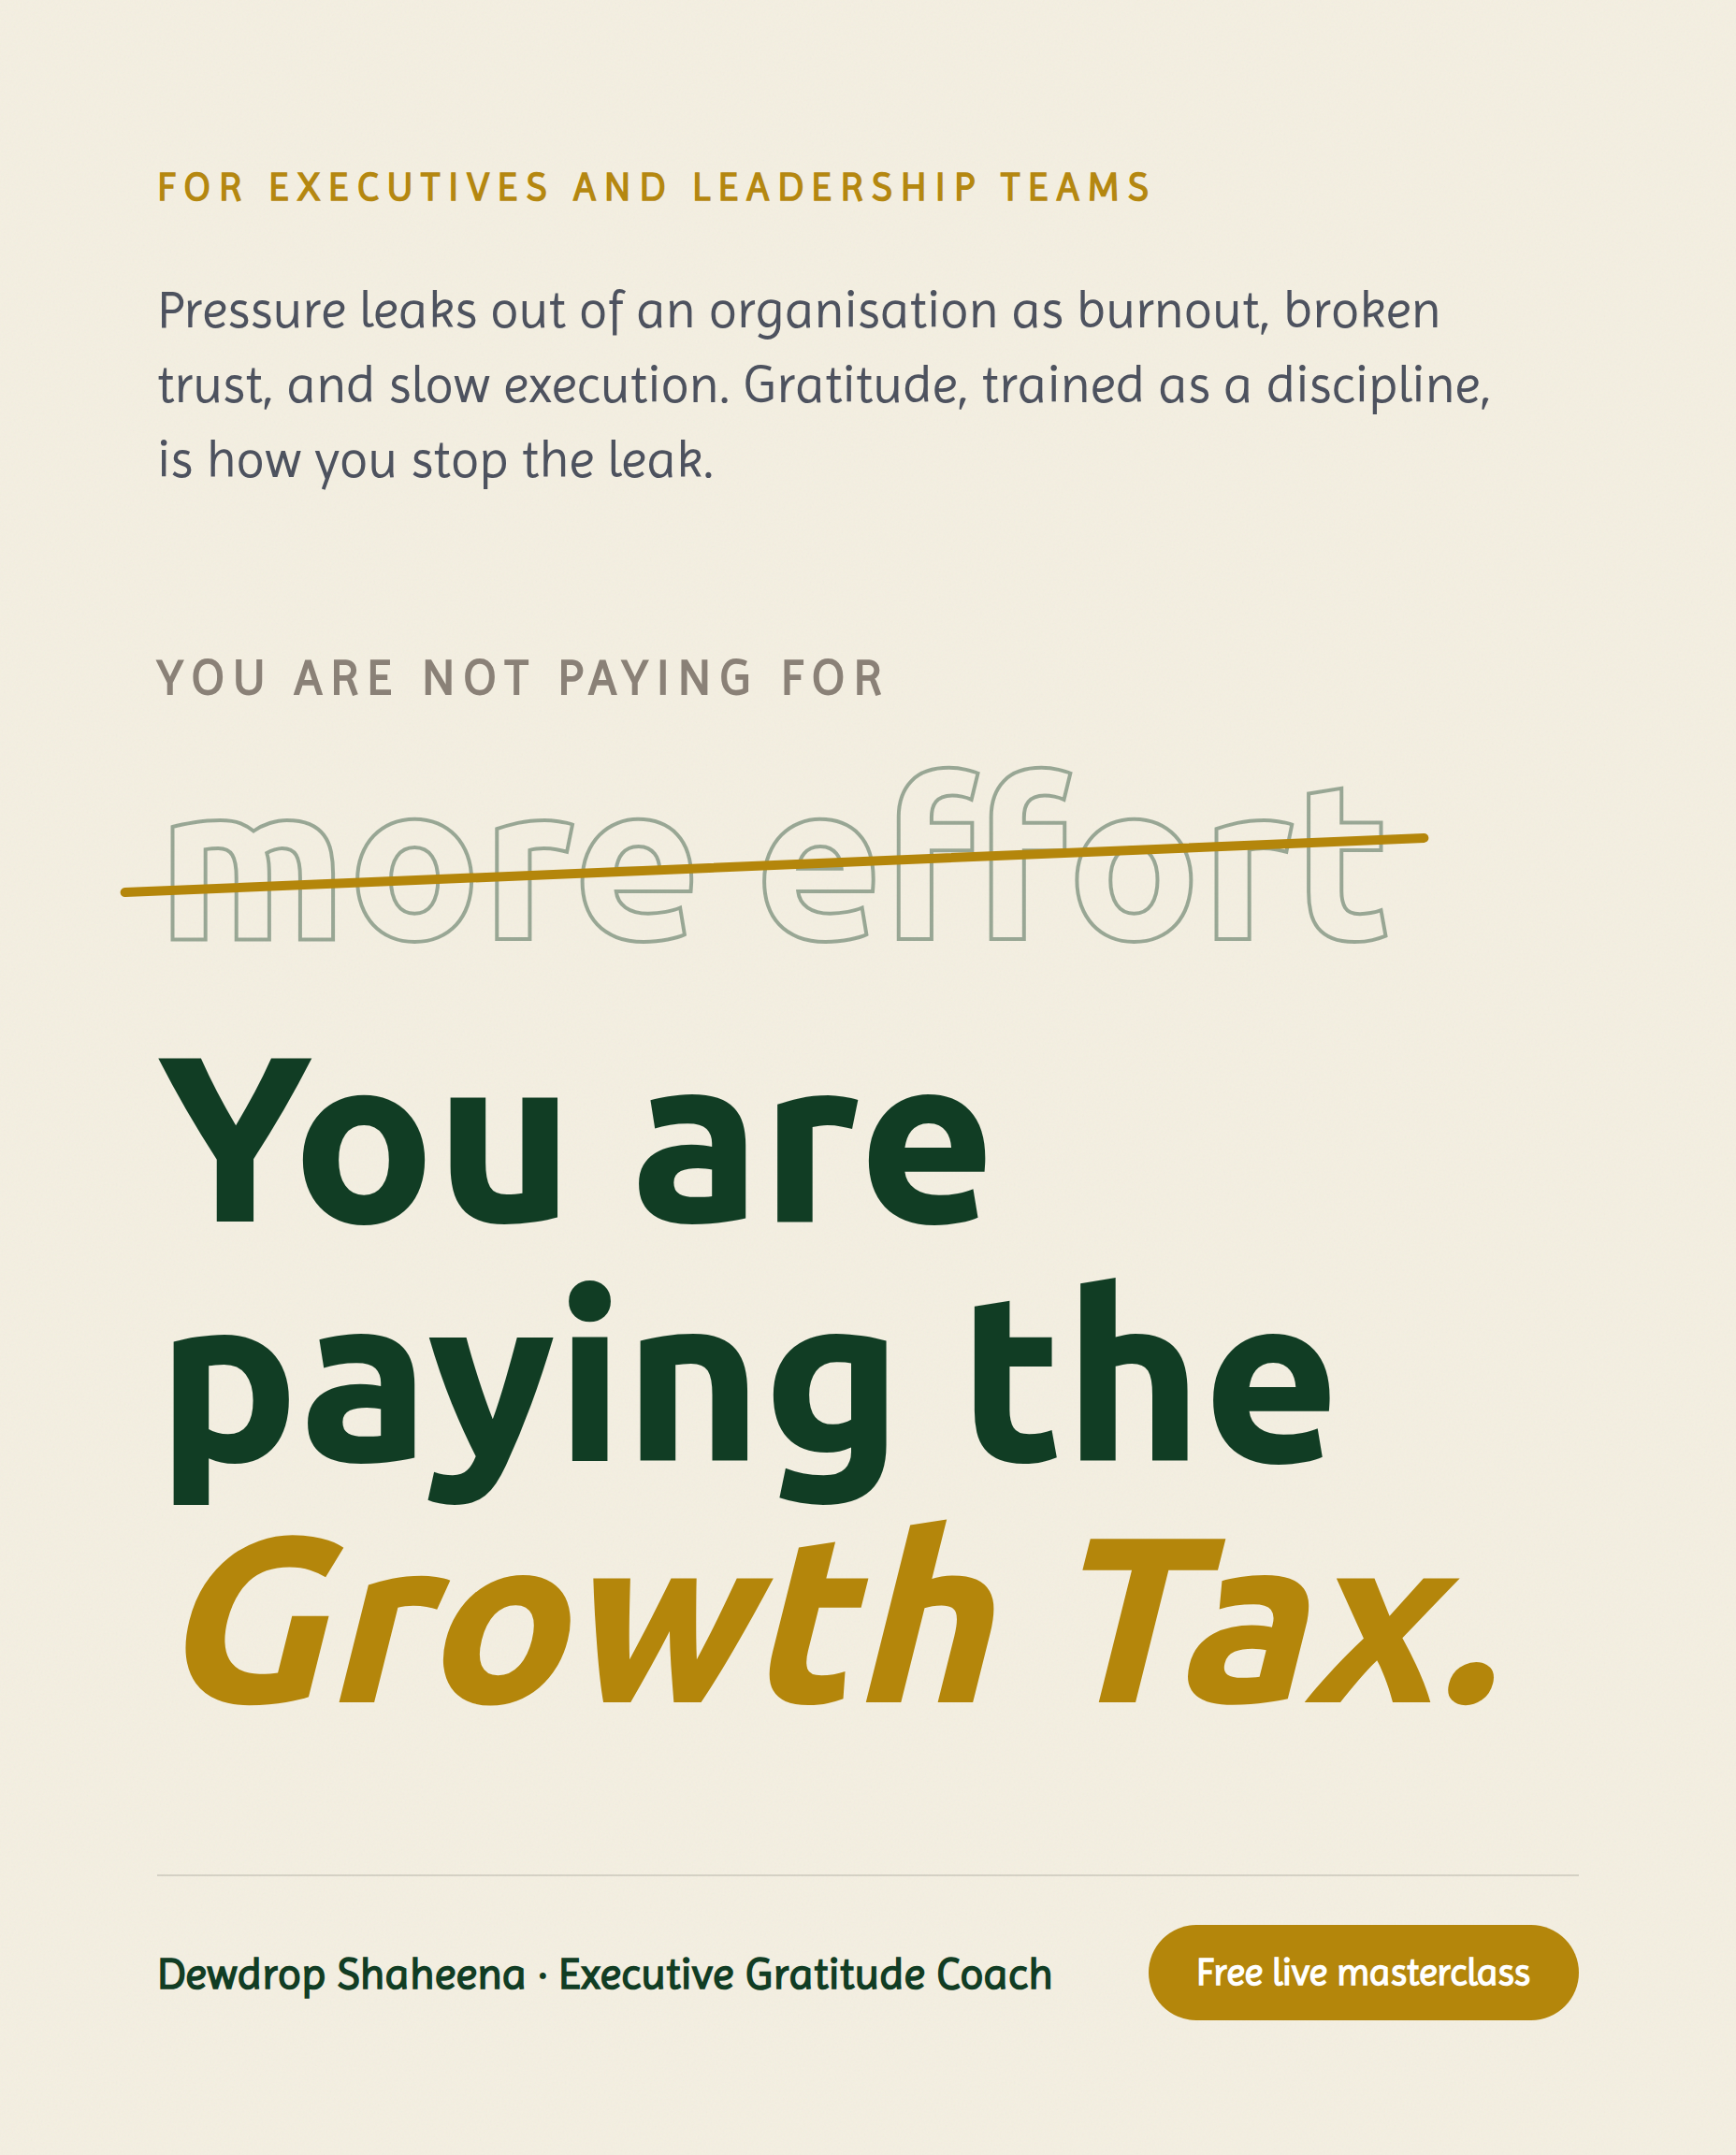 FOR EXECUTIVES AND LEADERSHIP TEAMS
Pressure leaks out of an organisation as burnout, broken
trust, and slow execution. Gratitude, trained as a discipline,
is how you stop the leak.
YOU ARE NOT PAYING FOR
more effort
You are
paying the
Growth Tax.
Dewdrop Shaheena · Executive Gratitude Coach
Free live masterclass